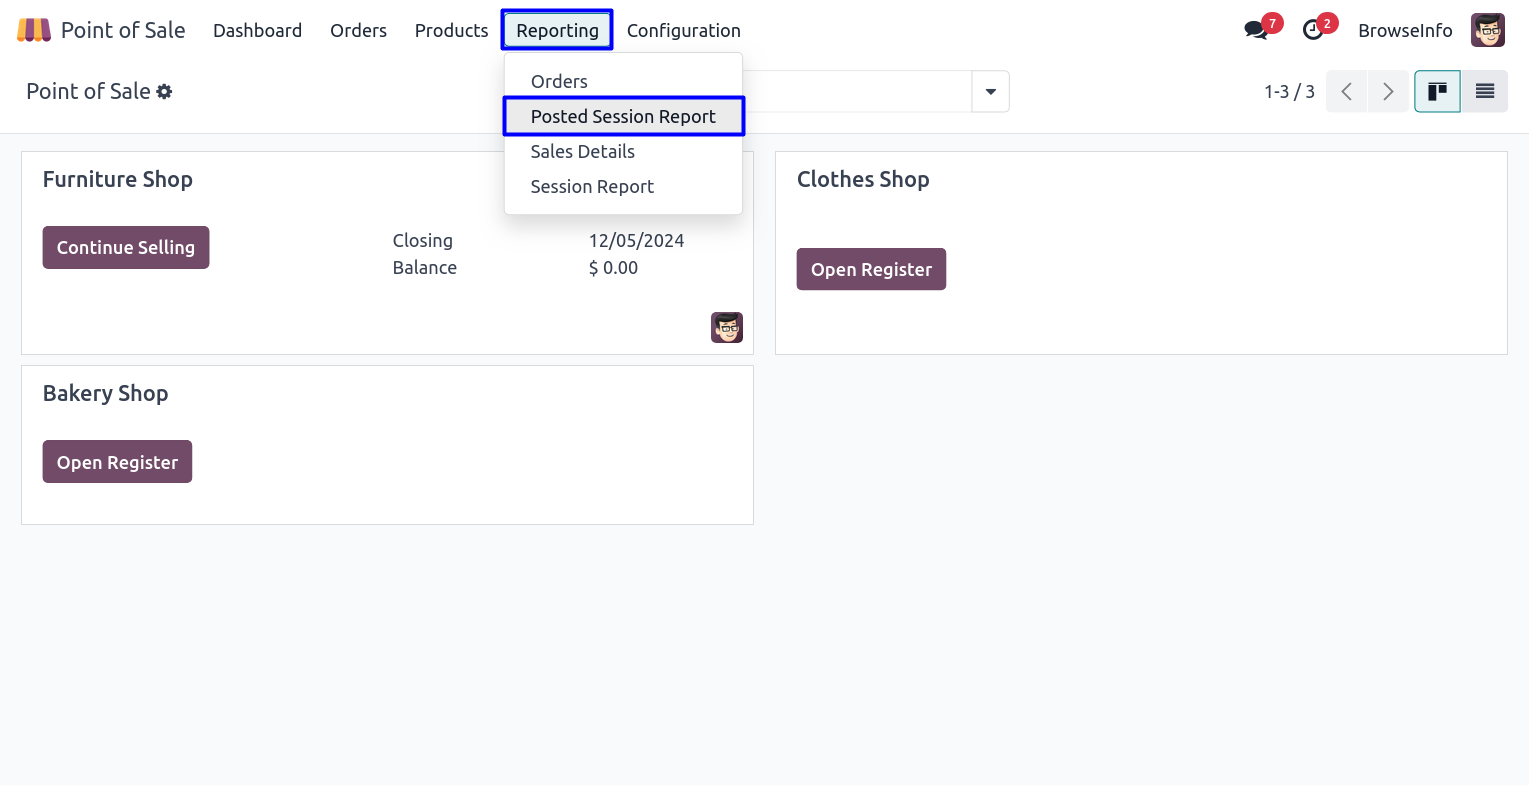 Point of Sale Dashboard Orders Products Reporting Configuration 7 2 BrowseInfo
Point of Sale 1-3 / 3
Orders
Posted Session Report
Sales Details
Session Report
Furniture Shop
Continue Selling
Closing 12/05/2024
Balance $ 0.00
Clothes Shop
Open Register
Bakery Shop
Open Register